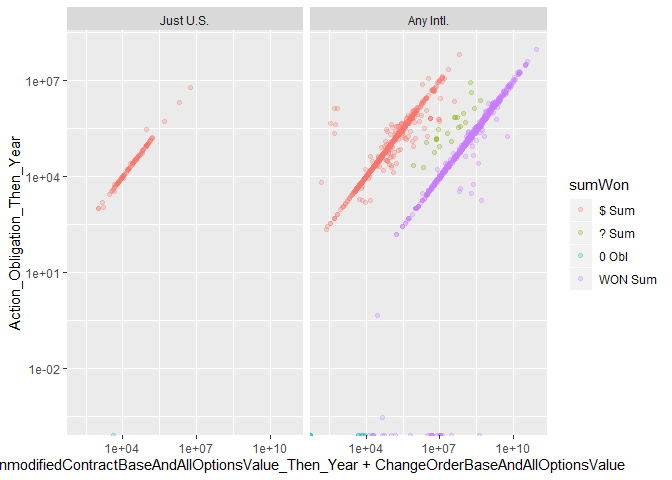 Just U.S.
Any Intl.
1e+07
1e+04
1e+01
1e-02
Action_Obligation_Then_Year
1e+04 1e+07 1e+10
1e+04 1e+07 1e+10
nmodifiedContractBaseAndAllOptionsValue_Then_Year + ChangeOrderBaseAndAllOptionsValue
sumWon
$ Sum
? Sum
0 Obl
WON Sum